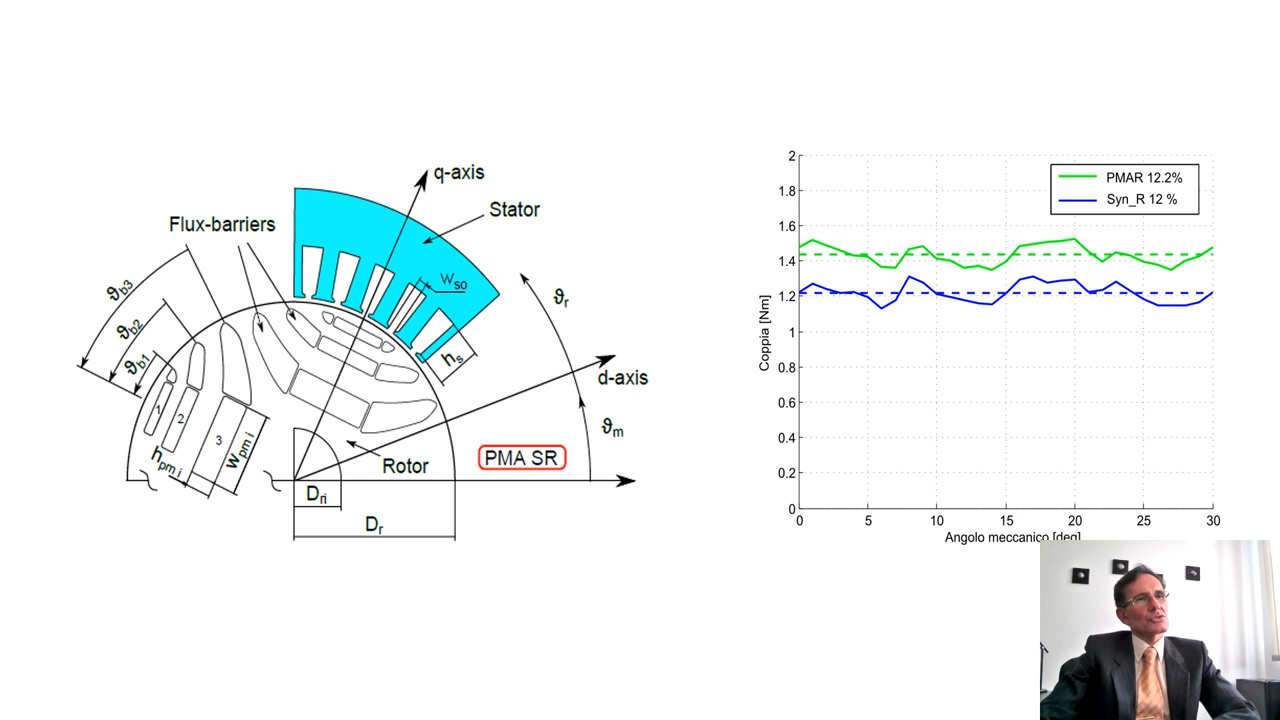 q-axis
Stator
Flux-barriers
Wso
ϑb3
ϑb2
ϑb1
ϑr
hs
d-axis
ϑm
1
2
3
hpm i
wpm i
Rotor
PMA SR
Dri
Dr
2
1.8
1.6
1.4
1.2
1
0.8
0.6
0.4
0.2
0
Coppia [Nm]
PMAR 12.2%
Syn_R 12 %
0 5 10 15 20 25 30
Angolo meccanico [deg]